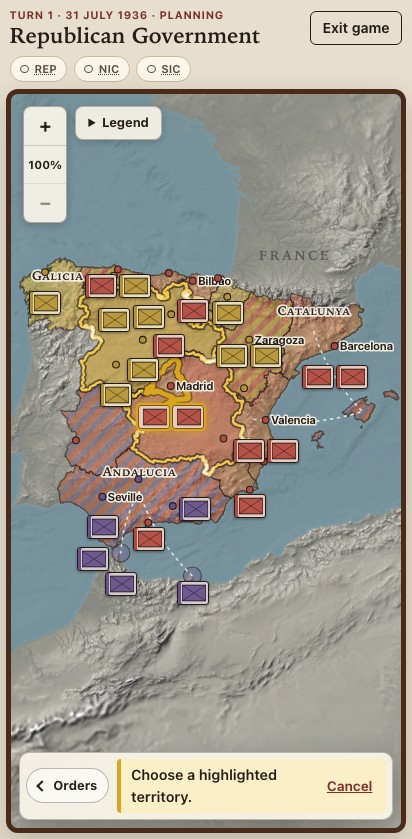 TURN 1 · 31 JULY 1936 · PLANNING
Republican Government
Exit game
REP
NIC
SIC
+
Legend
100%
−
FRANCE
GALICIA
Bilbao
CATALUNYA
Zaragoza
Barcelona
Madrid
Valencia
ANDALUCIA
Seville
Orders
Choose a highlighted
territory.
Cancel